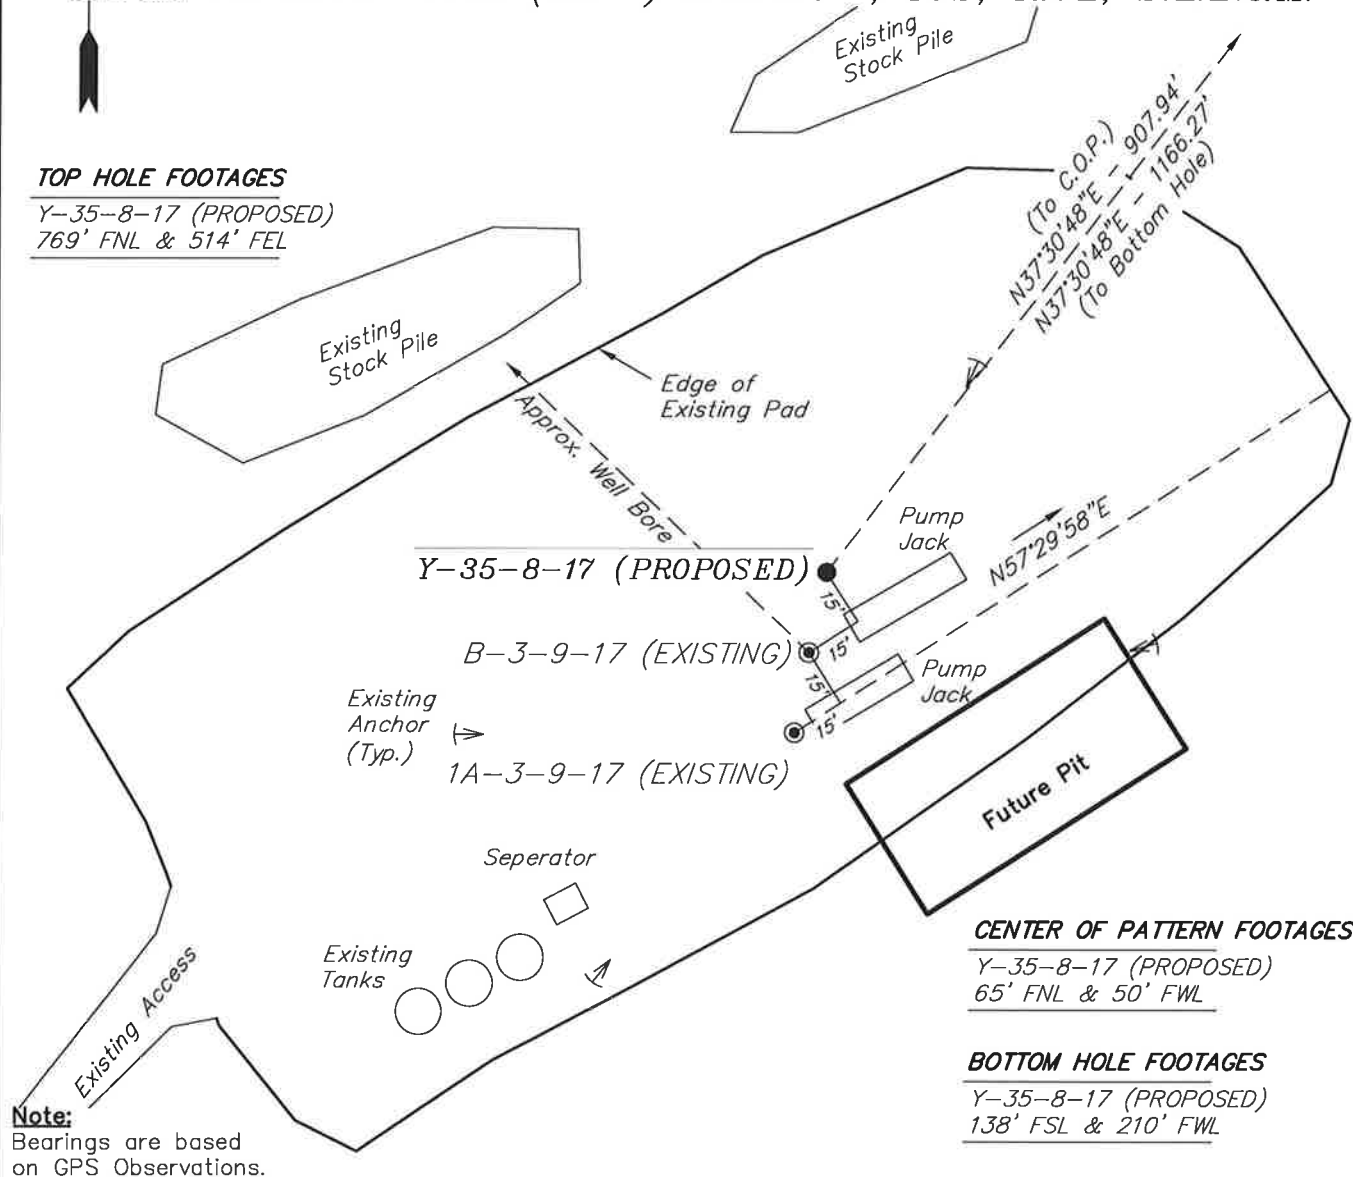 Existing
Stock Pile
TOP HOLE FOOTAGES
Y-35-8-17 (PROPOSED)
769' FNL & 514' FEL
(To C.O.P.)
N37°30'48"E - 907.94'
N37°30'48"E - 1166.27'
(To Bottom Hole)
Existing
Stock Pile
Edge of
Existing Pad
Approx. Well Bore
Pump
Jack
N57°29'58"E
Y-35-8-17 (PROPOSED)
15'
15'
B-3-9-17 (EXISTING)
15'
Pump
Jack
15'
Existing
Anchor
(Typ.)
1A-3-9-17 (EXISTING)
Future Pit
Seperator
Existing
Tanks
Existing Access
CENTER OF PATTERN FOOTAGES
Y-35-8-17 (PROPOSED)
65' FNL & 50' FWL
BOTTOM HOLE FOOTAGES
Y-35-8-17 (PROPOSED)
138' FSL & 210' FWL
Note:
Bearings are based
on GPS Observations.